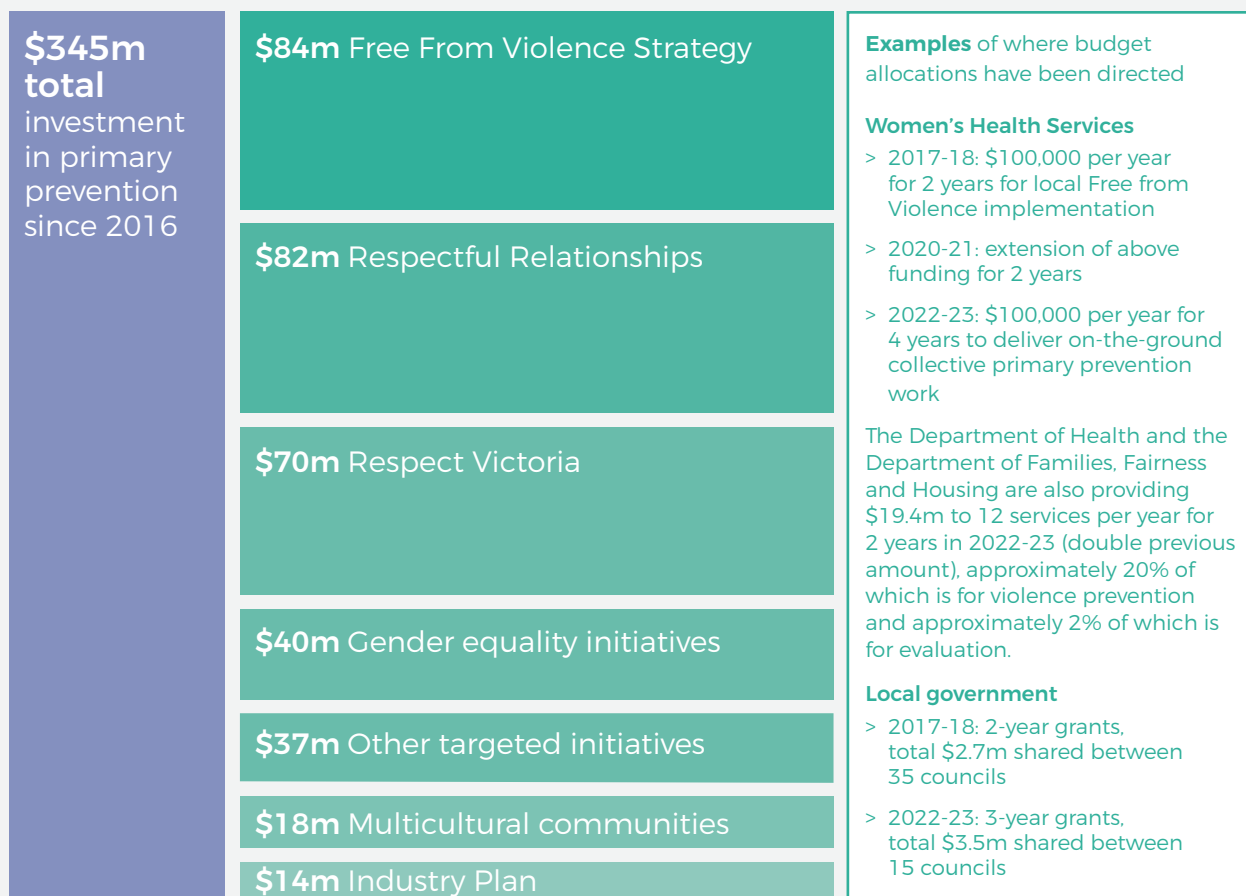 $345m
total
investment
in primary
prevention
since 2016
$84m Free From Violence Strategy
$82m Respectful Relationships
$70m Respect Victoria
$40m Gender equality initiatives
$37m Other targeted initiatives
$18m Multicultural communities
$14m Industry Plan
Examples of where budget
allocations have been directed
Women’s Health Services
> 2017-18: $100,000 per year
for 2 years for local Free from
Violence implementation
> 2020-21: extension of above
funding for 2 years
> 2022-23: $100,000 per year for
4 years to deliver on-the-ground
collective primary prevention
work
The Department of Health and the
Department of Families, Fairness
and Housing are also providing
$19.4m to 12 services per year for
2 years in 2022-23 (double previous
amount), approximately 20% of
which is for violence prevention
and approximately 2% of which is
for evaluation.
Local government
> 2017-18: 2-year grants,
total $2.7m shared between
35 councils
> 2022-23: 3-year grants,
total $3.5m shared between
15 councils